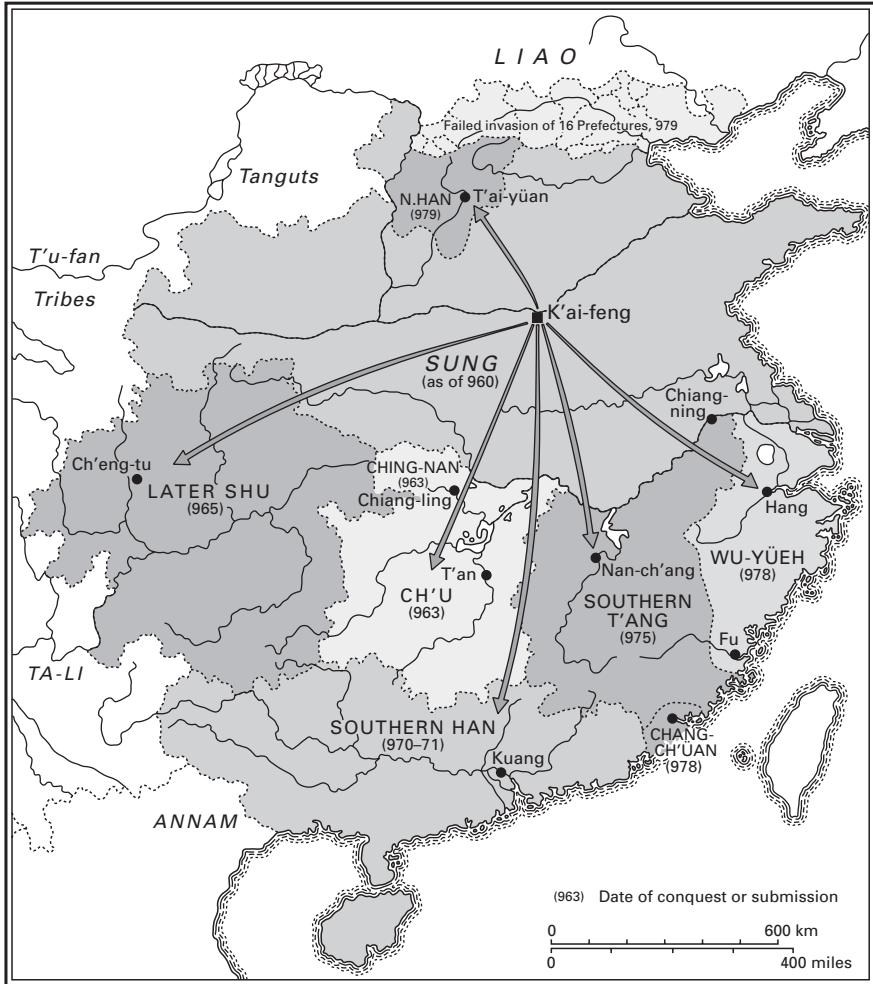 LIAO
Failed invasion of 16 Prefectures, 979
Tanguts
N.HAN
(979)
T'ai-yüan
T'u-fan
Tribes
K'ai-feng
SUNG
(as of 960)
Chiang-
ning
Ch'eng-tu
LATER SHU
(965)
CHING-NAN
(963)
Chiang-ling
Hang
WU-YÜEH
(978)
T'an
CH'U
(963)
Nan-ch'ang
SOUTHERN
T'ANG
(975)
Fu
TA-LI
SOUTHERN HAN
(970–71)
CHANG-
CH'ÜAN
(978)
Kuang
ANNAM
(963) Date of conquest or submission
0 600 km
0 400 miles